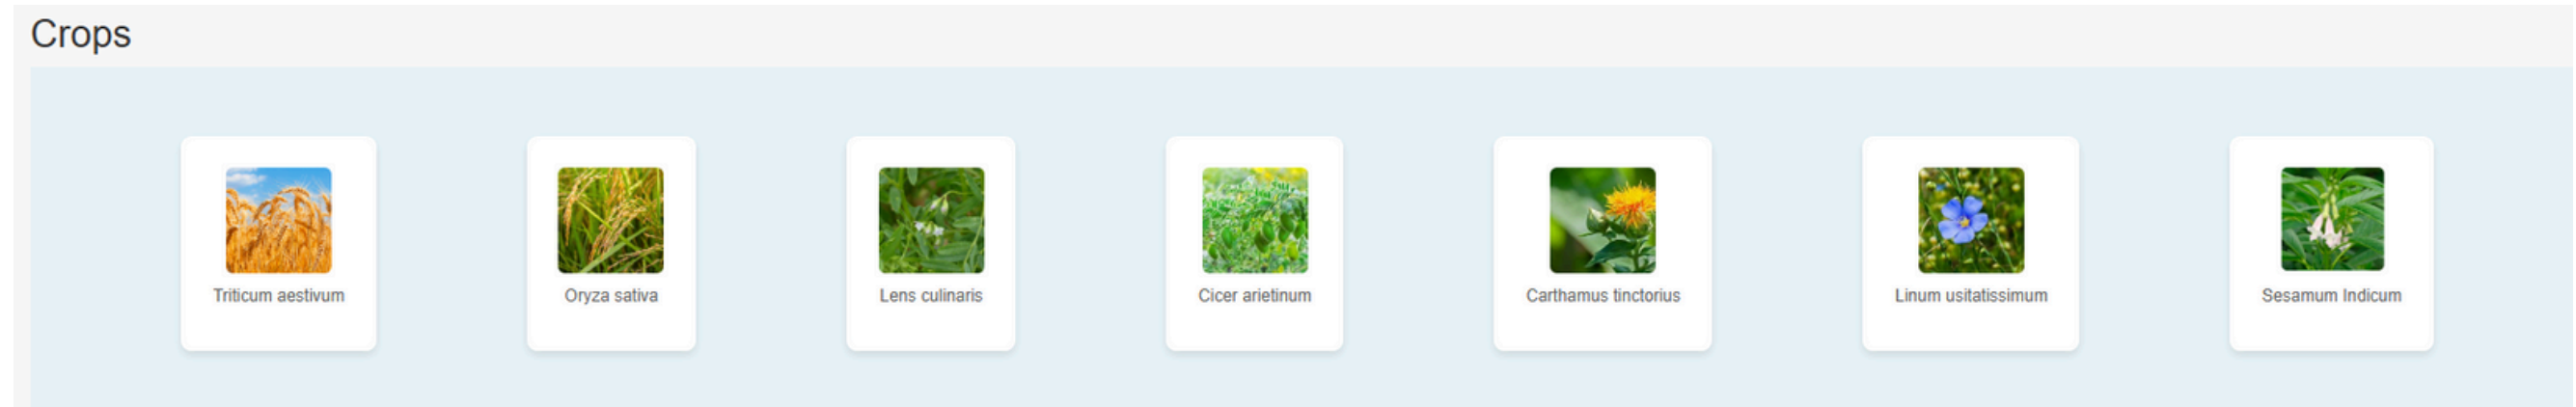 Crops
Triticum aestivum
Oryza sativa
Lens culinaris
Cicer arietinum
Carthamus tinctorius
Linum usitatissimum
Sesamum Indicum